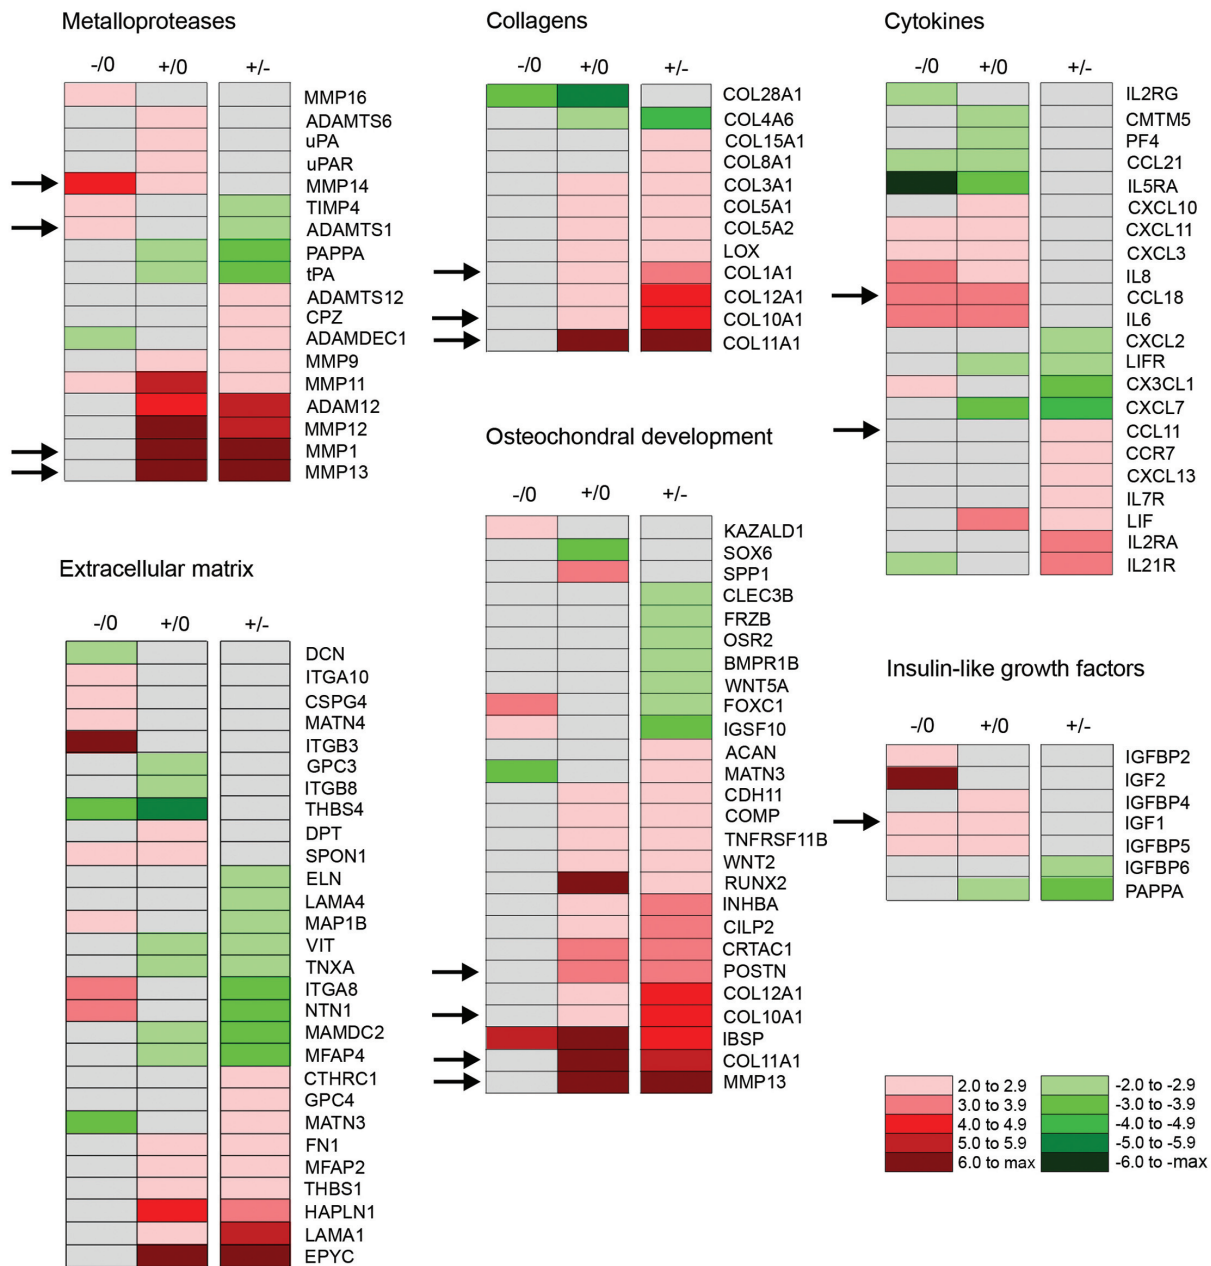 Metalloproteases
-/0 +/0 +/-
MMP16
ADAMTS6
uPA
uPAR
MMP14
TIMP4
ADAMTS1
PAPPA
tPA
ADAMTS12
CPZ
ADAMDEC1
MMP9
MMP11
ADAM12
MMP12
MMP1
MMP13
Extracellular matrix
-/0 +/0 +/-
DCN
ITGA10
CSPG4
MATN4
ITGB3
GPC3
ITGB8
THBS4
DPT
SPON1
ELN
LAMA4
MAP1B
VIT
TNXA
ITGA8
NTN1
MAMDC2
MFAP4
CTHRC1
GPC4
MATN3
FN1
MFAP2
THBS1
HAPLN1
LAMA1
EPYC
Collagens
-/0 +/0 +/-
COL28A1
COL4A6
COL15A1
COL8A1
COL3A1
COL5A1
COL5A2
LOX
COL1A1
COL12A1
COL10A1
COL11A1
Osteochondral development
-/0 +/0 +/-
KAZALD1
SOX6
SPP1
CLEC3B
FRZB
OSR2
BMPR1B
WNT5A
FOXC1
IGSF10
ACAN
MATN3
CDH11
COMP
TNFRSF11B
WNT2
RUNX2
INHBA
CILP2
CRTAC1
POSTN
COL12A1
COL10A1
IBSP
COL11A1
MMP13
Cytokines
-/0 +/0 +/-
IL2RG
CMTM5
PF4
CCL21
IL5RA
CXCL10
CXCL11
CXCL3
IL8
CCL18
IL6
CXCL2
LIFR
CX3CL1
CXCL7
CCL11
CCR7
CXCL13
IL7R
LIF
IL2RA
IL21R
Insulin-like growth factors
-/0 +/0 +/-
IGFBP2
IGF2
IGFBP4
IGF1
IGFBP5
IGFBP6
PAPPA
2.0 to 2.9 -2.0 to -2.9
3.0 to 3.9 -3.0 to -3.9
4.0 to 4.9 -4.0 to -4.9
5.0 to 5.9 -5.0 to -5.9
6.0 to max -6.0 to -max